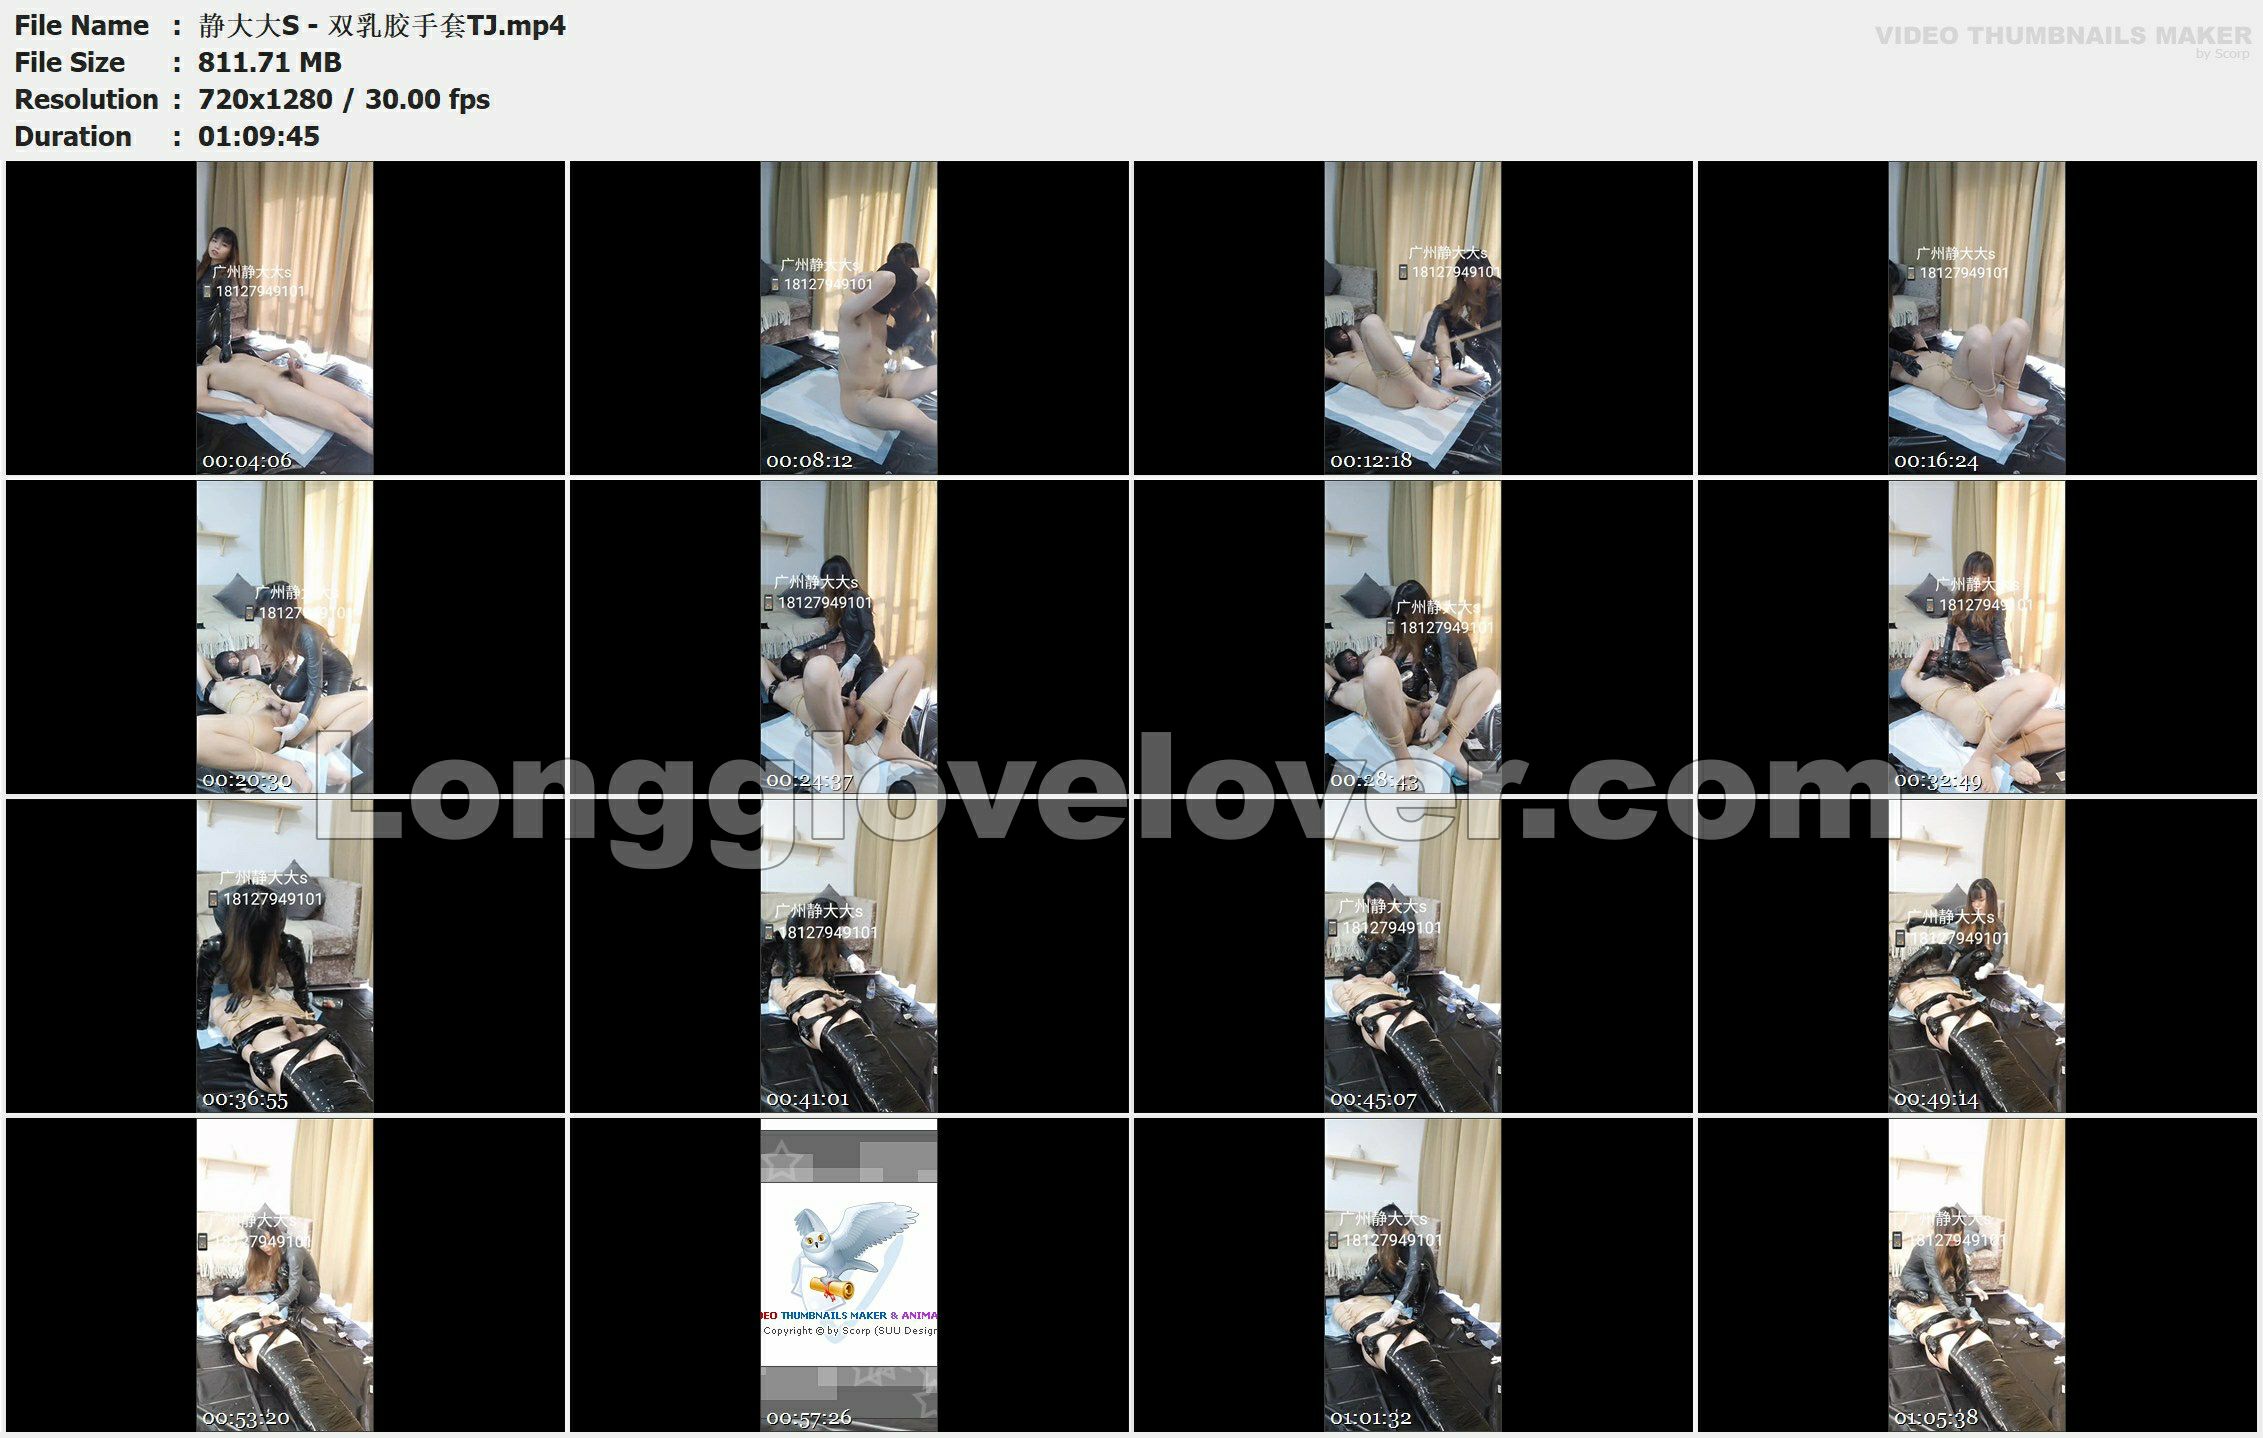 File Name : 静大大S - 双乳胶手套TJ.mp4
VIDEO THUMBNAILS MAKER
by Scorp
File Size : 811.71 MB
Resolution : 720x1280 / 30.00 fps
Duration : 01:09:45
广州静大大s
18127949101
00:04:06
广州静大大s
18127949101
00:08:12
广州静大大s
18127949101
00:12:18
广州静大大s
18127949101
00:16:24
广州静大大s
18127949101
00:20:30
广州静大大s
18127949101
00:24:37
广州静大大s
18127949101
00:28:43
广州静大大s
18127949101
00:32:49
Longglovelover.com
广州静大大s
18127949101
00:36:55
广州静大大s
18127949101
00:41:01
广州静大大s
18127949101
00:45:07
广州静大大s
18127949101
00:49:14
广州静大大s
18127949101
00:53:20
DEO THUMBNAILS MAKER & ANIMA
Copyright © by Scorp (SUU Design
00:57:26
广州静大大s
18127949101
01:01:32
广州静大大s
18127949101
01:05:38